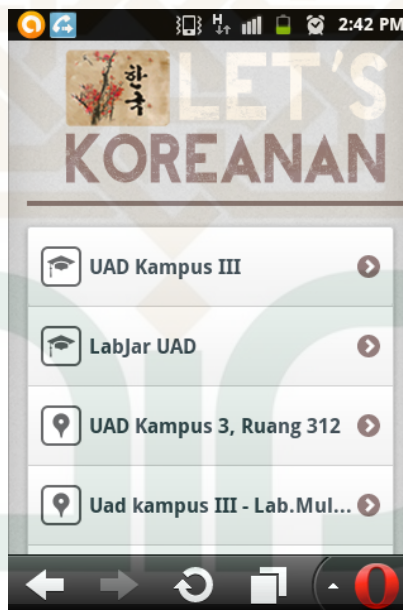 H
2:42 PM
한국
LET'S
KOREANAN
UAD Kampus III
LabJar UAD
UAD Kampus 3, Ruang 312
Uad kampus III - Lab.Mul...